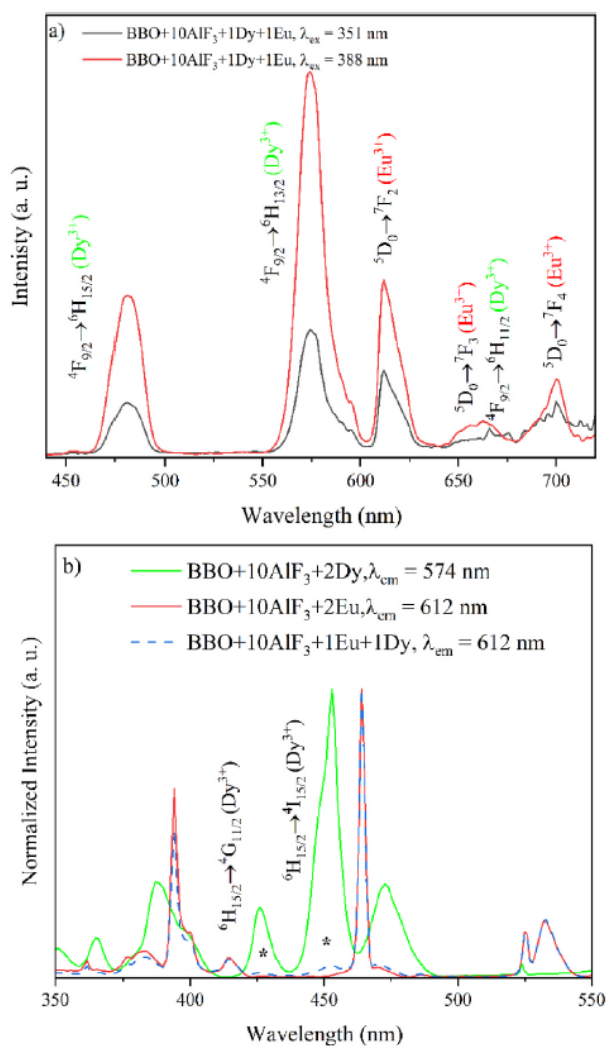 a)
BBO+10AlF₃+1Dy+1Eu, λₑₓ = 351 nm
BBO+10AlF₃+1Dy+1Eu, λₑₓ = 388 nm
⁴F₉/₂→⁶H₁₅/₂ (Dy³⁺)
⁴F₉/₂→⁶H₁₃/₂ (Dy³⁺)
⁵D₀→⁷F₂ (Eu³⁺)
⁵D₀→⁷F₃ (Eu³⁺)
⁴F₉/₂→⁶H₁₁/₂ (Dy³⁺)
⁵D₀→⁷F₄ (Eu³⁺)
Intenisty (a. u.)
450 500 550 600 650 700
Wavelength (nm)
b)
BBO+10AlF₃+2Dy,λₑₘ = 574 nm
BBO+10AlF₃+2Eu,λₑₘ = 612 nm
BBO+10AlF₃+1Eu+1Dy, λₑₘ = 612 nm
⁶H₁₅/₂→⁴G₁₁/₂ (Dy³⁺)
⁶H₁₅/₂→⁴I₁₅/₂ (Dy³⁺)
* *
Normalized Intensity (a. u.)
350 400 450 500 550
Wavelength (nm)